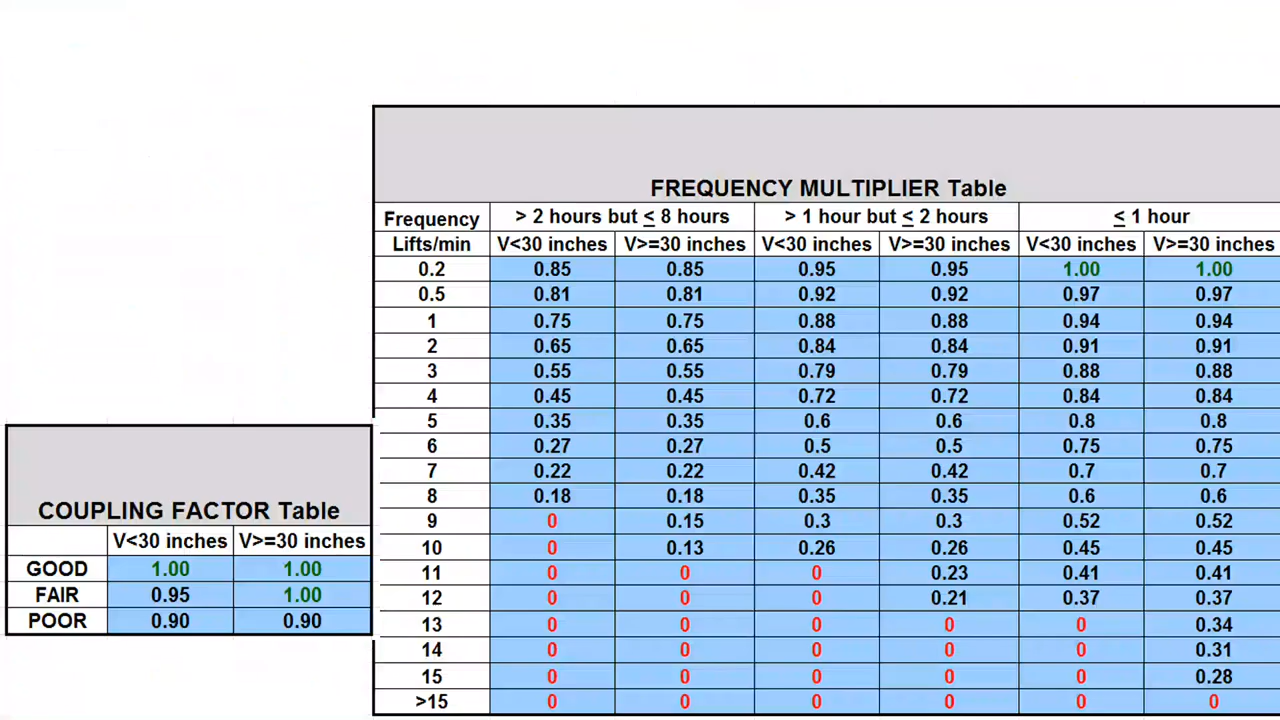 FREQUENCY MULTIPLIER Table
Frequency > 2 hours but ≤ 8 hours > 1 hour but ≤ 2 hours ≤ 1 hour
Lifts/min V<30 inches V>=30 inches V<30 inches V>=30 inches V<30 inches V>=30 inches
0.2 0.85 0.85 0.95 0.95 1.00 1.00
0.5 0.81 0.81 0.92 0.92 0.97 0.97
1 0.75 0.75 0.88 0.88 0.94 0.94
2 0.65 0.65 0.84 0.84 0.91 0.91
3 0.55 0.55 0.79 0.79 0.88 0.88
4 0.45 0.45 0.72 0.72 0.84 0.84
5 0.35 0.35 0.6 0.6 0.8 0.8
6 0.27 0.27 0.5 0.5 0.75 0.75
7 0.22 0.22 0.42 0.42 0.7 0.7
8 0.18 0.18 0.35 0.35 0.6 0.6
9 0 0.15 0.3 0.3 0.52 0.52
10 0 0.13 0.26 0.26 0.45 0.45
11 0 0 0 0.23 0.41 0.41
12 0 0 0 0.21 0.37 0.37
13 0 0 0 0 0 0.34
14 0 0 0 0 0 0.31
15 0 0 0 0 0 0.28
>15 0 0 0 0 0 0
COUPLING FACTOR Table
V<30 inches V>=30 inches
GOOD 1.00 1.00
FAIR 0.95 1.00
POOR 0.90 0.90